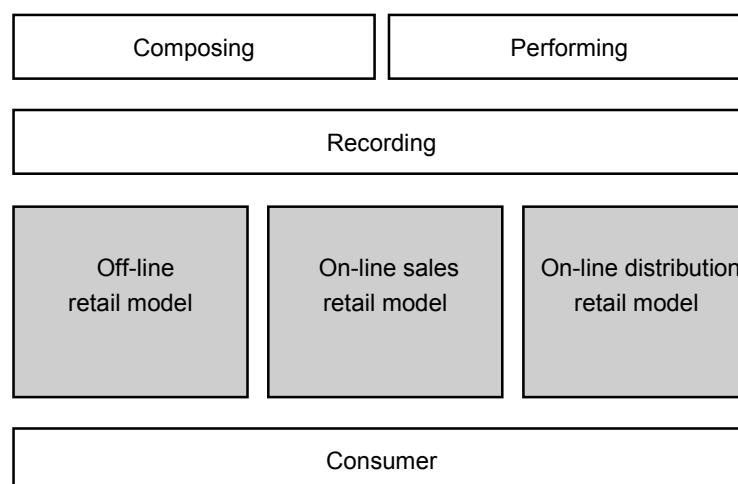 Composing
Performing
Recording
Off-line
retail model
On-line sales
retail model
On-line distribution
retail model
Consumer